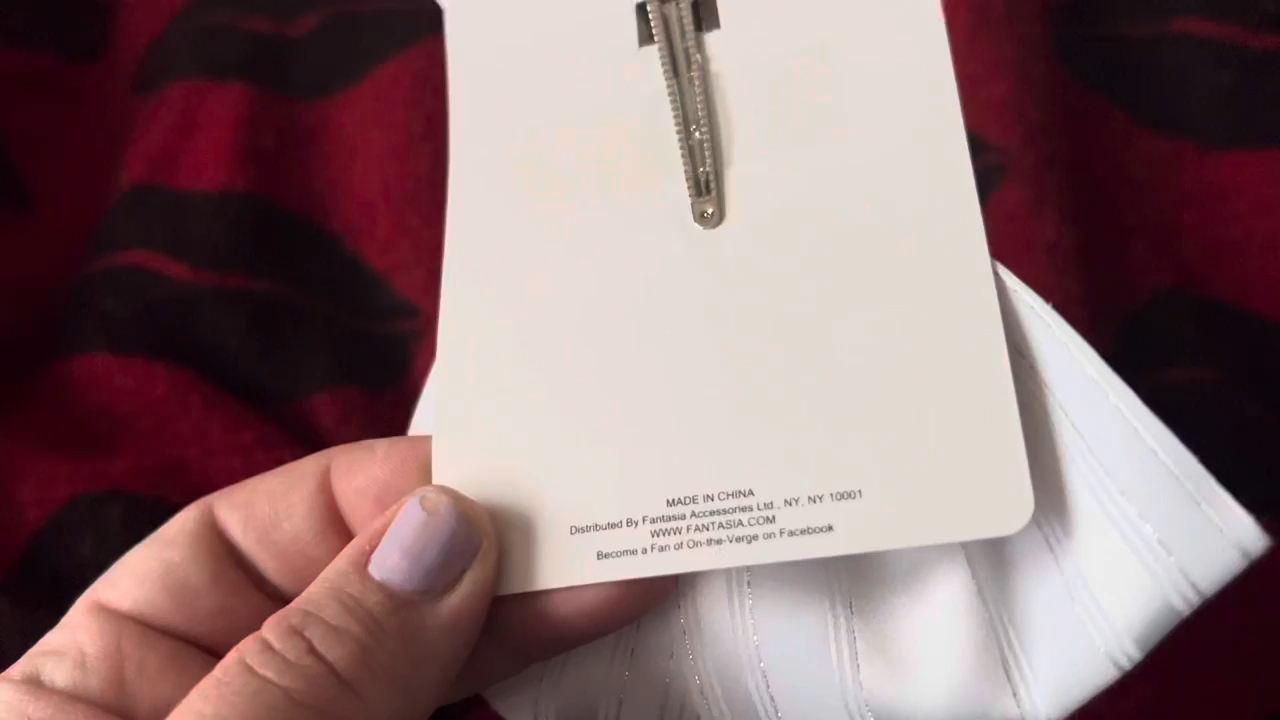 MADE IN CHINA
Distributed By Fantasia Accessories Ltd., NY, NY 10001
WWW.FANTASIA.COM
Become a Fan of On-the-Verge on Facebook